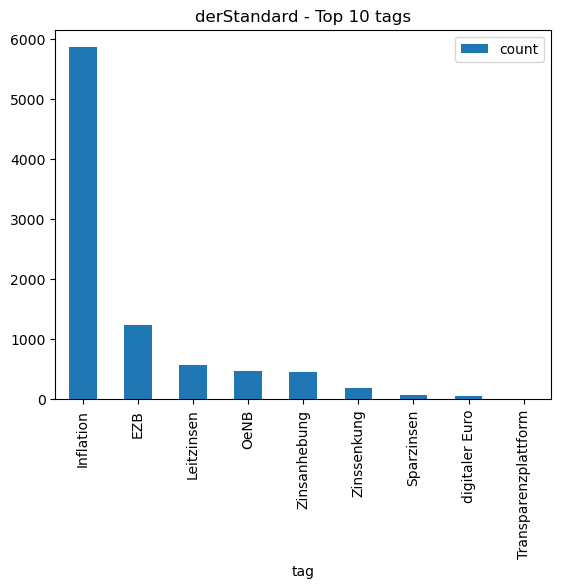 derStandard - Top 10 tags
count
6000
5000
4000
3000
2000
1000
0
Inflation
EZB
Leitzinsen
OeNB
Zinsanhebung
Zinssenkung
Sparzinsen
digitaler Euro
Transparenzplattform
tag